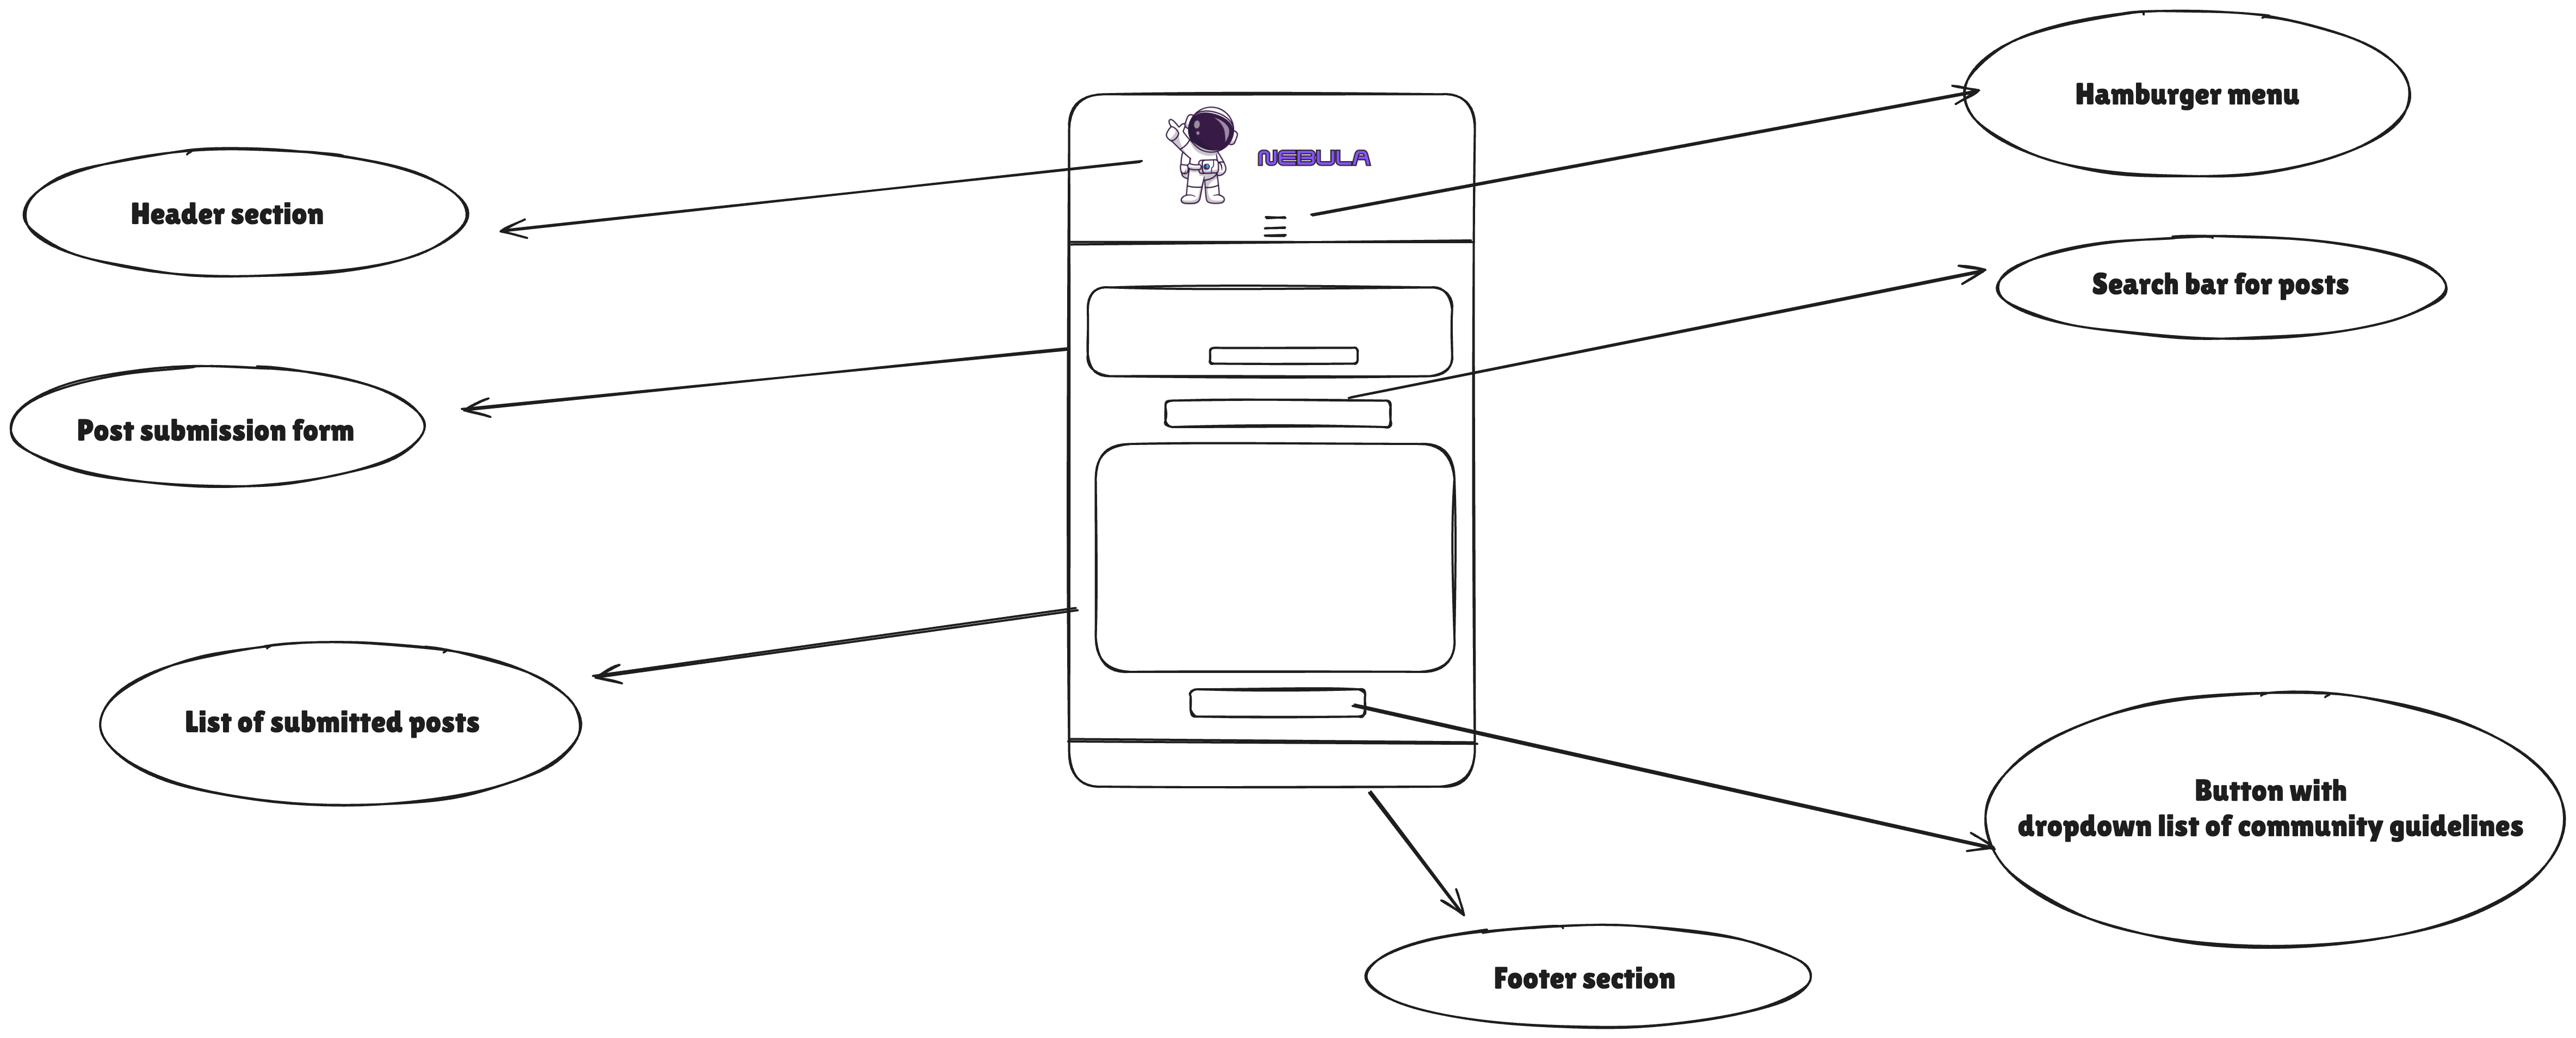 Hamburger menu
NEBULA
Header section
Search bar for posts
Post submission form
List of submitted posts
Button with
dropdown list of community guidelines
Footer section